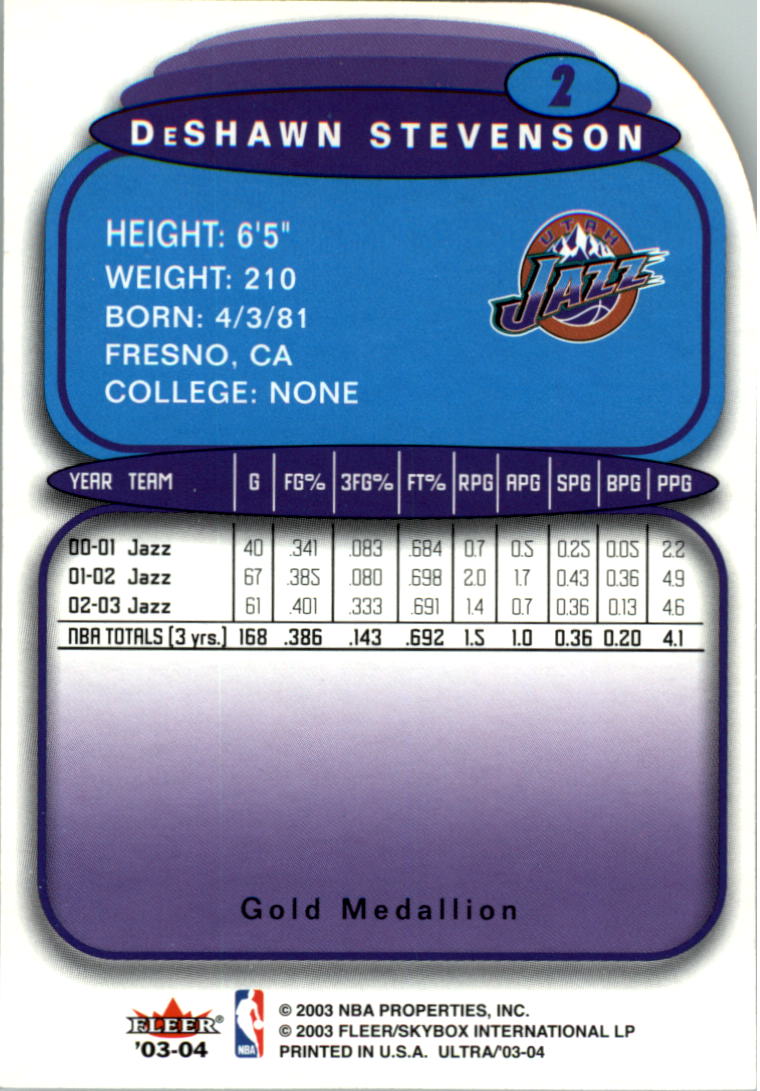 2
DeSHAWN STEVENSON
HEIGHT: 6'5"
WEIGHT: 210
BORN: 4/3/81
FRESNO, CA
COLLEGE: NONE
UTAH
JAZZ
YEAR TEAM G FG% 3FG% FT% RPG APG SPG BPG PPG
00-01 Jazz 40 .341 .083 .684 0.7 0.5 0.25 0.05 2.2
01-02 Jazz 67 .385 .080 .698 2.0 1.7 0.43 0.36 4.9
02-03 Jazz 61 .401 .333 .691 1.4 0.7 0.36 0.13 4.6
NBA TOTALS (3 yrs.) 168 .386 .143 .692 1.5 1.0 0.36 0.20 4.1
Gold Medallion
FLEER®
'03-04
NBA
© 2003 NBA PROPERTIES, INC.
© 2003 FLEER/SKYBOX INTERNATIONAL LP
PRINTED IN U.S.A. ULTRA/'03-04